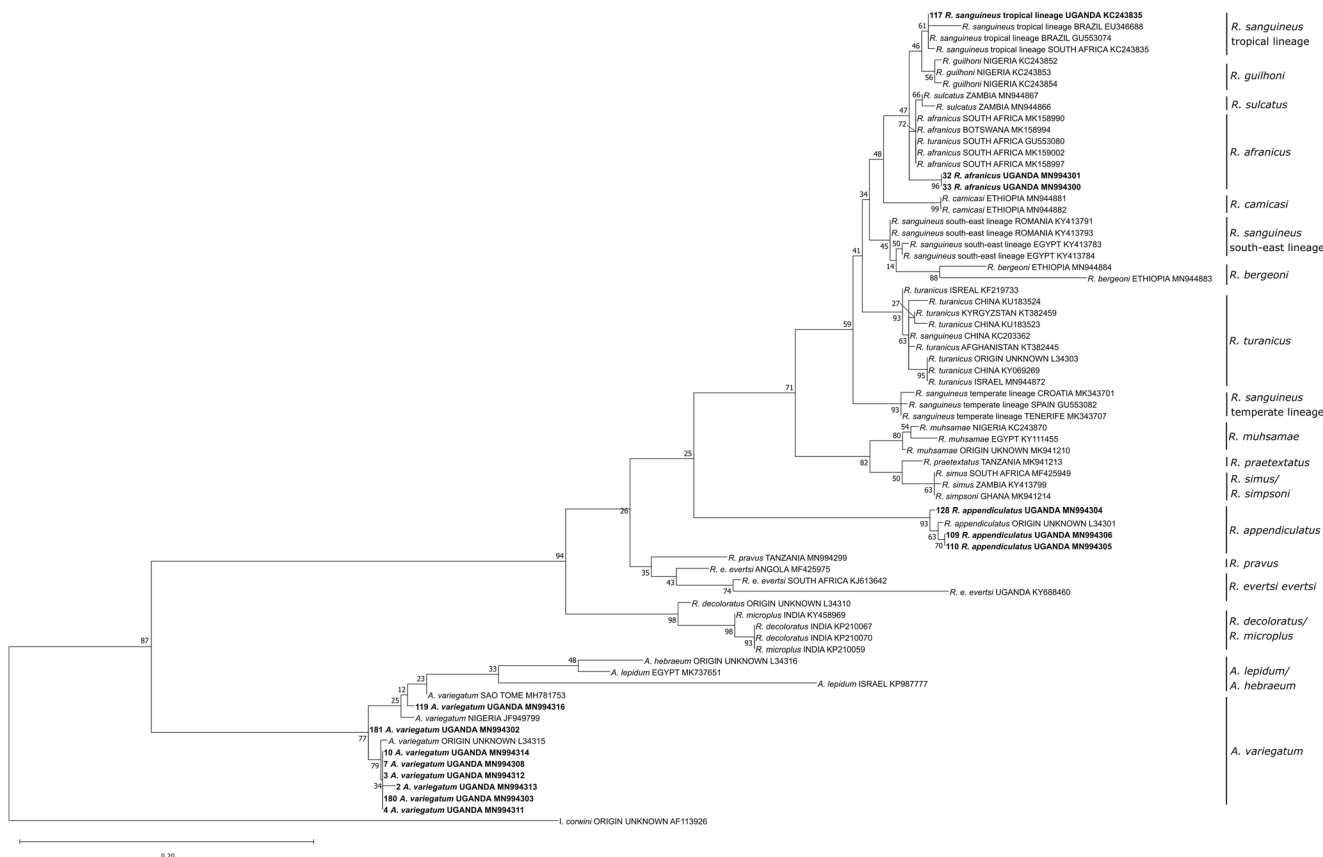 117 R. sanguineus tropical lineage UGANDA KC243835
61
R. sanguineus tropical lineage BRAZIL EU346688
R. sanguineus tropical lineage BRAZIL GU553074
R. sanguineus tropical lineage
46
R. sanguineus tropical lineage SOUTH AFRICA KC243835
R. guilhoni NIGERIA KC243852
R. guilhoni NIGERIA KC243853
R. guilhoni
56
R. guilhoni NIGERIA KC243854
66
R. sulcatus ZAMBIA MN944867
R. sulcatus ZAMBIA MN944866
R. sulcatus
47
R. afranicus SOUTH AFRICA MK158990
72
R. afranicus BOTSWANA MK158994
R. turanicus SOUTH AFRICA GU553080
R. afranicus SOUTH AFRICA MK159002
R. afranicus
48
R. afranicus SOUTH AFRICA MK158997
32 R. afranicus UGANDA MN994301
96
33 R. afranicus UGANDA MN994300
34
R. camicasi ETHIOPIA MN944881
R. camicasi
99
R. camicasi ETHIOPIA MN944882
R. sanguineus south-east lineage ROMANIA KY413791
R. sanguineus south-east lineage ROMANIA KY413793
R. sanguineus
south-east lineage
45
50
R. sanguineus south-east lineage EGYPT KY413783
R. sanguineus south-east lineage EGYPT KY413784
41
14
R. bergeoni ETHIOPIA MN944884
88
R. bergeoni ETHIOPIA MN944883
R. bergeoni
R. turanicus ISREAL KF219733
27
R. turanicus CHINA KU183524
R. turanicus KYRGYZSTAN KT382459
93
R. turanicus CHINA KU183523
59
R. sanguineus CHINA KC203362
63
R. turanicus AFGHANISTAN KT382445
R. turanicus
R. turanicus ORIGIN UNKNOWN L34303
R. turanicus CHINA KY069269
95
R. turanicus ISRAEL MN944872
71
R. sanguineus temperate lineage CROATIA MK343701
R. sanguineus temperate lineage SPAIN GU553082
93
R. sanguineus temperate lineage TENERIFE MK343707
R. sanguineus
temperate lineage
54
R. muhsamae NIGERIA KC243870
80
R. muhsamae EGYPT KY111455
R. muhsamae ORIGIN UKNOWN MK941210
R. muhsamae
82
R. praetextatus TANZANIA MK941213
R. praetextatus
50
R. simus SOUTH AFRICA MF425949
R. simus ZAMBIA KY413799
63
R. simpsoni GHANA MK941214
R. simus/
R. simpsoni
25
26
128 R. appendiculatus UGANDA MN994304
93
R. appendiculatus ORIGIN UNKNOWN L34301
63
109 R. appendiculatus UGANDA MN994306
70
110 R. appendiculatus UGANDA MN994305
R. appendiculatus
94
R. pravus TANZANIA MN994299
R. pravus
35
R. e. evertsi ANGOLA MF425975
43
R. e. evertsi SOUTH AFRICA KJ613642
74
R. e. evertsi UGANDA KY688460
R. evertsi evertsi
R. decoloratus ORIGIN UNKNOWN L34310
98
R. microplus INDIA KY458969
98
R. decoloratus INDIA KP210067
R. decoloratus INDIA KP210070
93
R. microplus INDIA KP210059
R. decoloratus/
R. microplus
87
48
A. hebraeum ORIGIN UNKNOWN L34316
33
A. lepidum EGYPT MK737651
A. lepidum ISRAEL KP987777
A. lepidum/
A. hebraeum
23
12
A. variegatum SAO TOME MH781753
25
119 A. variegatum UGANDA MN994316
A. variegatum NIGERIA JF949799
181 A. variegatum UGANDA MN994302
77
A. variegatum ORIGIN UNKNOWN L34315
10 A. variegatum UGANDA MN994314
A. variegatum
79
7 A. variegatum UGANDA MN994308
3 A. variegatum UGANDA MN994312
34
2 A. variegatum UGANDA MN994313
180 A. variegatum UGANDA MN994303
4 A. variegatum UGANDA MN994311
I. corwini ORIGIN UNKNOWN AF113926
0.20